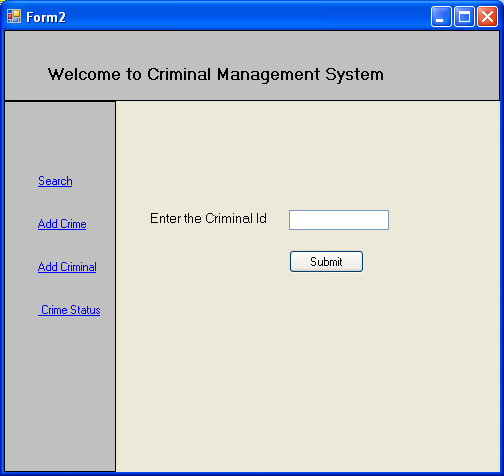 Form2
Welcome to Criminal Management System
Search
Add Crime
Add Criminal
Crime Status
Enter the Criminal Id
Submit